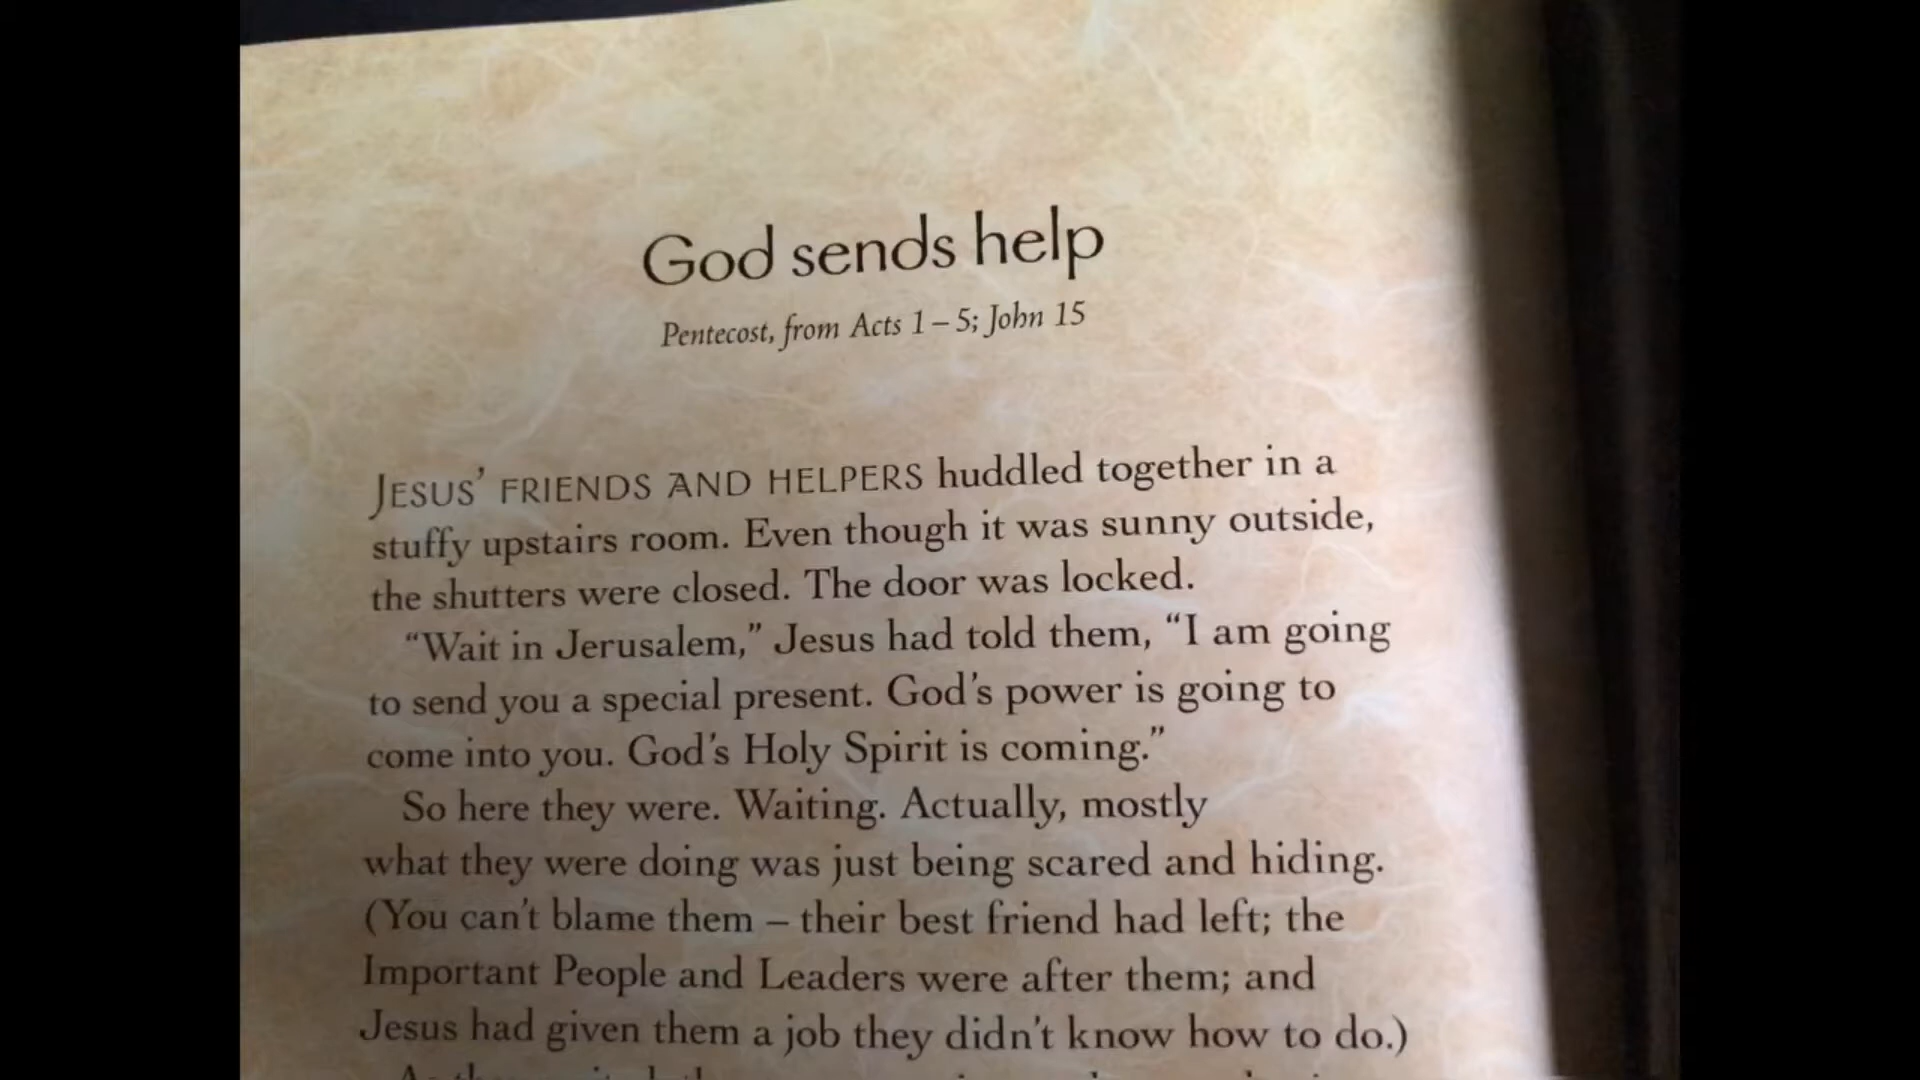 God sends help
Pentecost, from Acts 1 – 5; John 15
JESUS’ FRIENDS AND HELPERS huddled together in a
stuffy upstairs room. Even though it was sunny outside,
the shutters were closed. The door was locked.
“Wait in Jerusalem,” Jesus had told them, “I am going
to send you a special present. God’s power is going to
come into you. God’s Holy Spirit is coming.”
So here they were. Waiting. Actually, mostly
what they were doing was just being scared and hiding.
(You can’t blame them – their best friend had left; the
Important People and Leaders were after them; and
Jesus had given them a job they didn’t know how to do.)